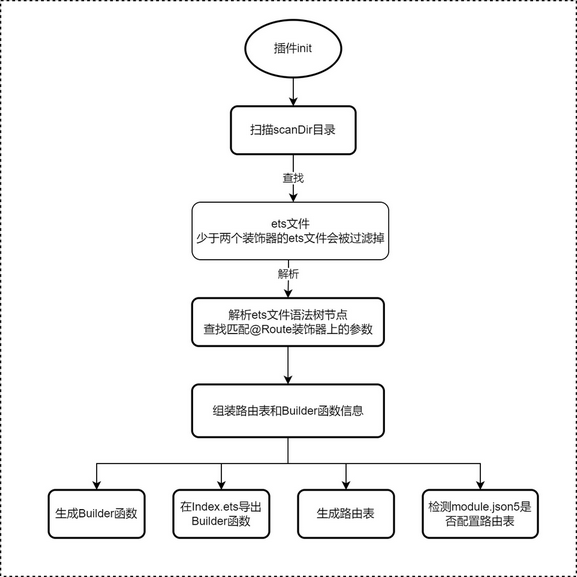 插件init
扫描scanDir目录
查找
ets文件
少于两个装饰器的ets文件会被过滤掉
解析
解析ets文件语法树节点
查找匹配@Route装饰器上的参数
组装路由表和Builder函数信息
生成Builder函数
在Index.ets导出
Builder函数
生成路由表
检测module.json5是
否配置路由表